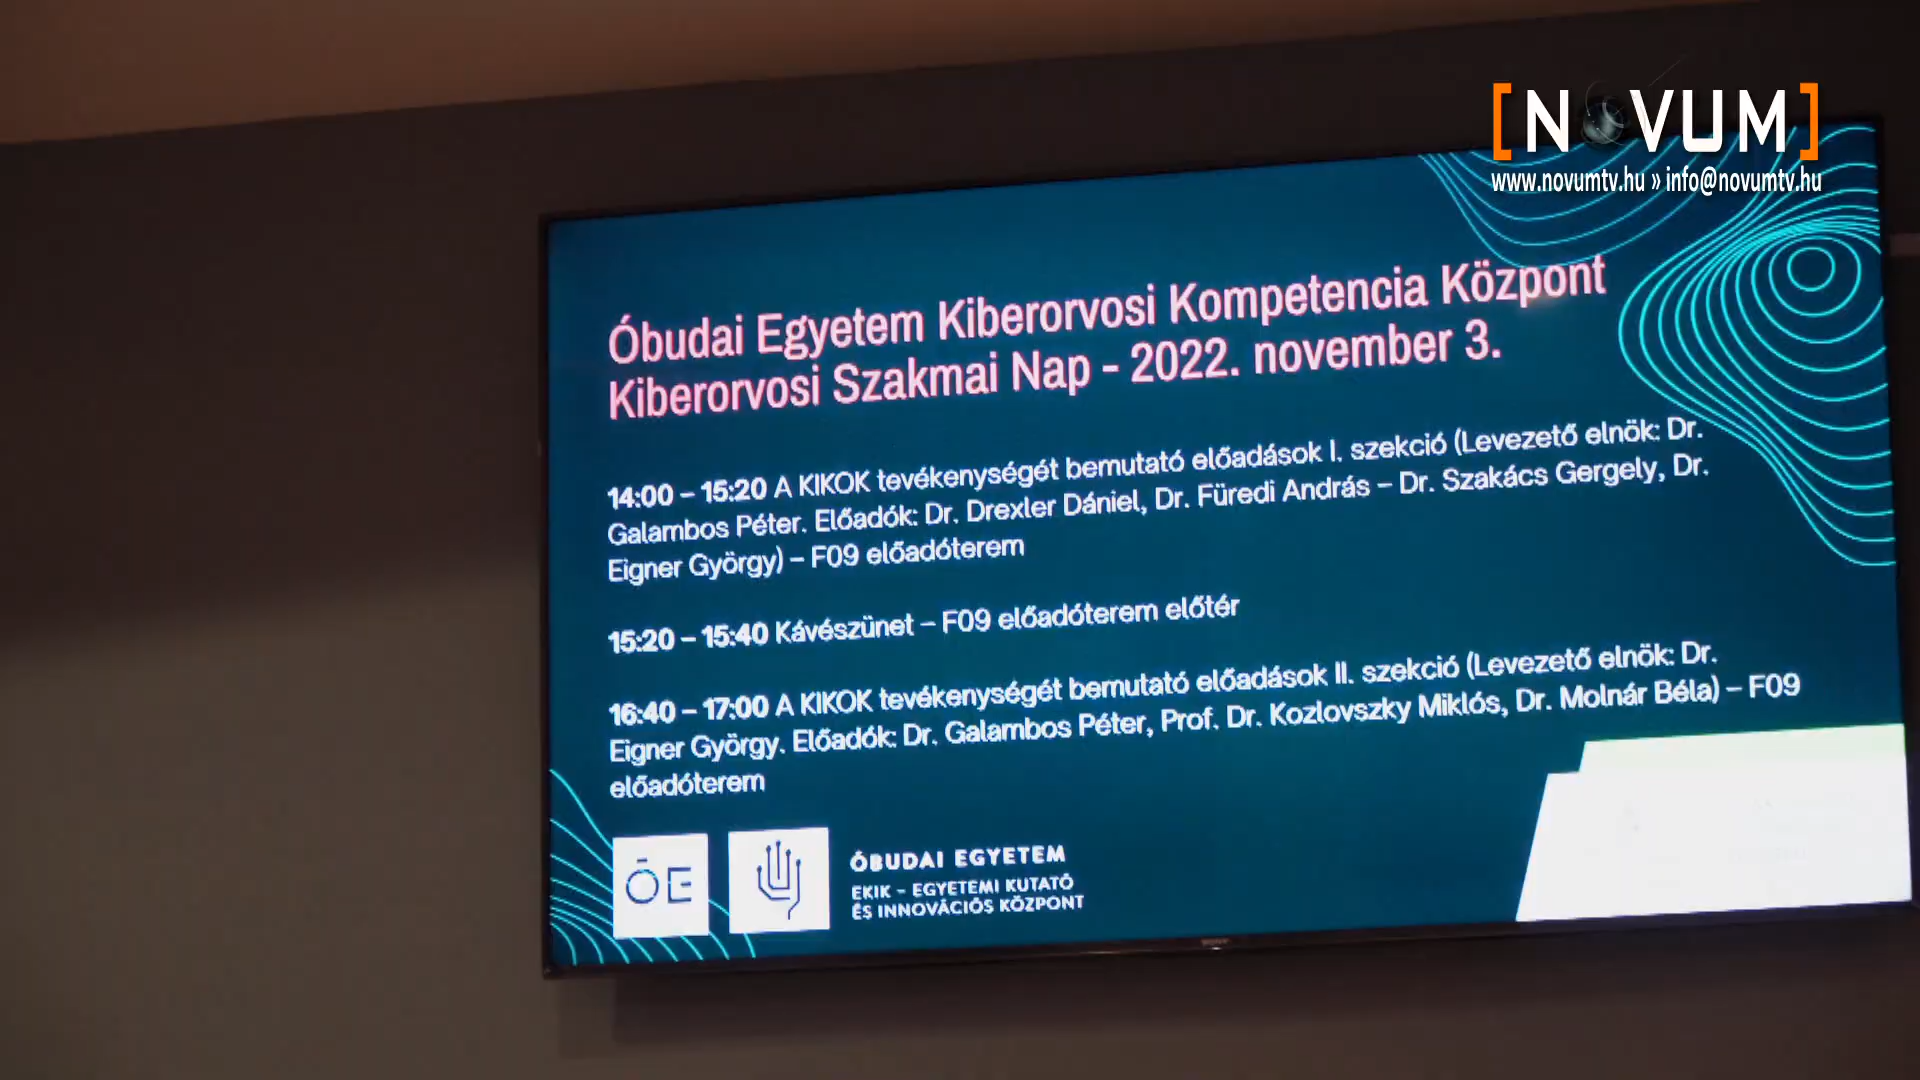 [NOVUM]
www.novumtv.hu » info@novumtv.hu
Óbudai Egyetem Kiberorvosi Kompetencia Központ
Kiberorvosi Szakmai Nap - 2022. november 3.
14:00 – 15:20 A KIKOK tevékenységét bemutató előadások I. szekció (Levezető elnök: Dr.
Galambos Péter. Előadók: Dr. Drexler Dániel, Dr. Füredi András – Dr. Szakács Gergely, Dr.
Eigner György) – F09 előadóterem
15:20 – 15:40 Kávészünet – F09 előadóterem előtér
16:40 – 17:00 A KIKOK tevékenységét bemutató előadások II. szekció (Levezető elnök: Dr.
Eigner György. Előadók: Dr. Galambos Péter, Prof. Dr. Kozlovszky Miklós, Dr. Molnár Béla) – F09
előadóterem
ŌE
ÓBUDAI EGYETEM
EKIK – EGYETEMI KUTATÓ
ÉS INNOVÁCIÓS KÖZPONT
SONY